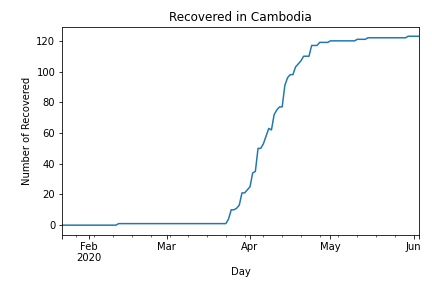 Recovered in Cambodia
Number of Recovered
120
100
80
60
40
20
0
Feb
2020
Mar
Apr
May
Jun
Day